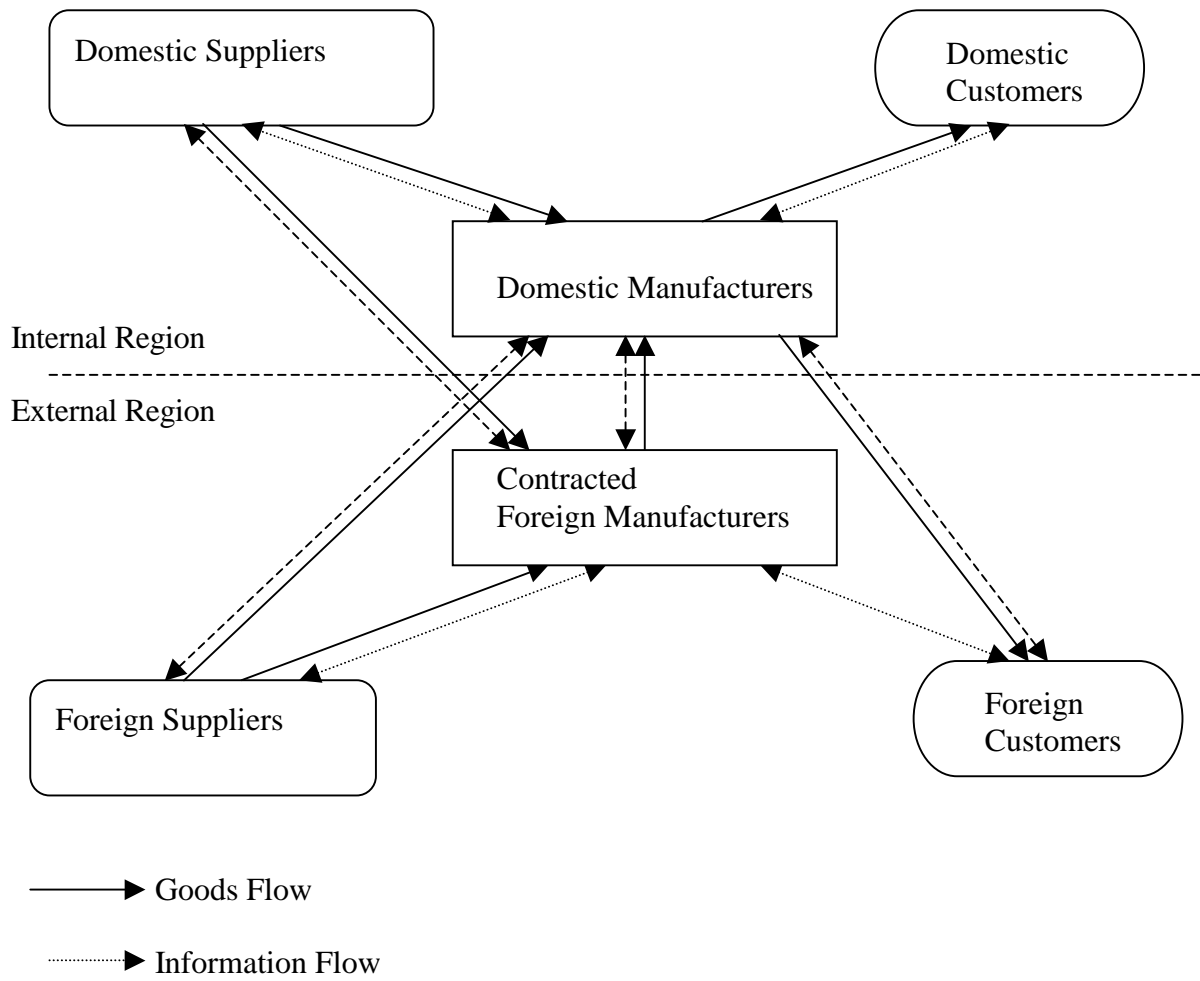 Domestic Suppliers
Domestic
Customers
Domestic Manufacturers
Internal Region
External Region
Contracted
Foreign Manufacturers
Foreign Suppliers
Foreign
Customers
Goods Flow
Information Flow